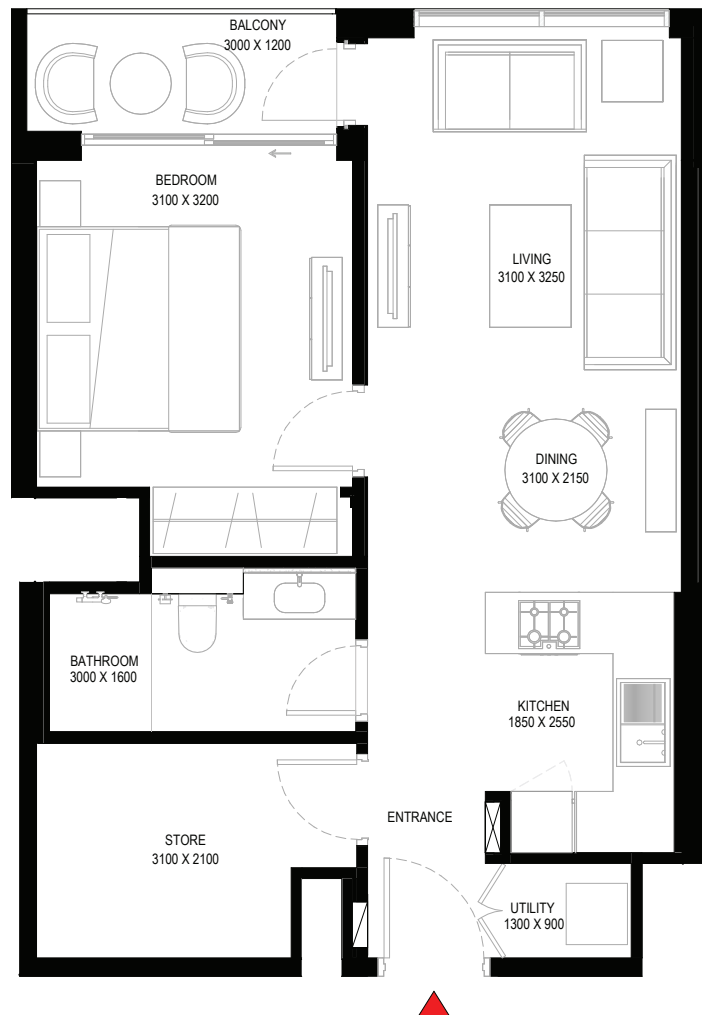 BALCONY
3000 X 1200
BEDROOM
3100 X 3200
LIVING
3100 X 3250
DINING
3100 X 2150
BATHROOM
3000 X 1600
KITCHEN
1850 X 2550
ENTRANCE
STORE
3100 X 2100
UTILITY
1300 X 900